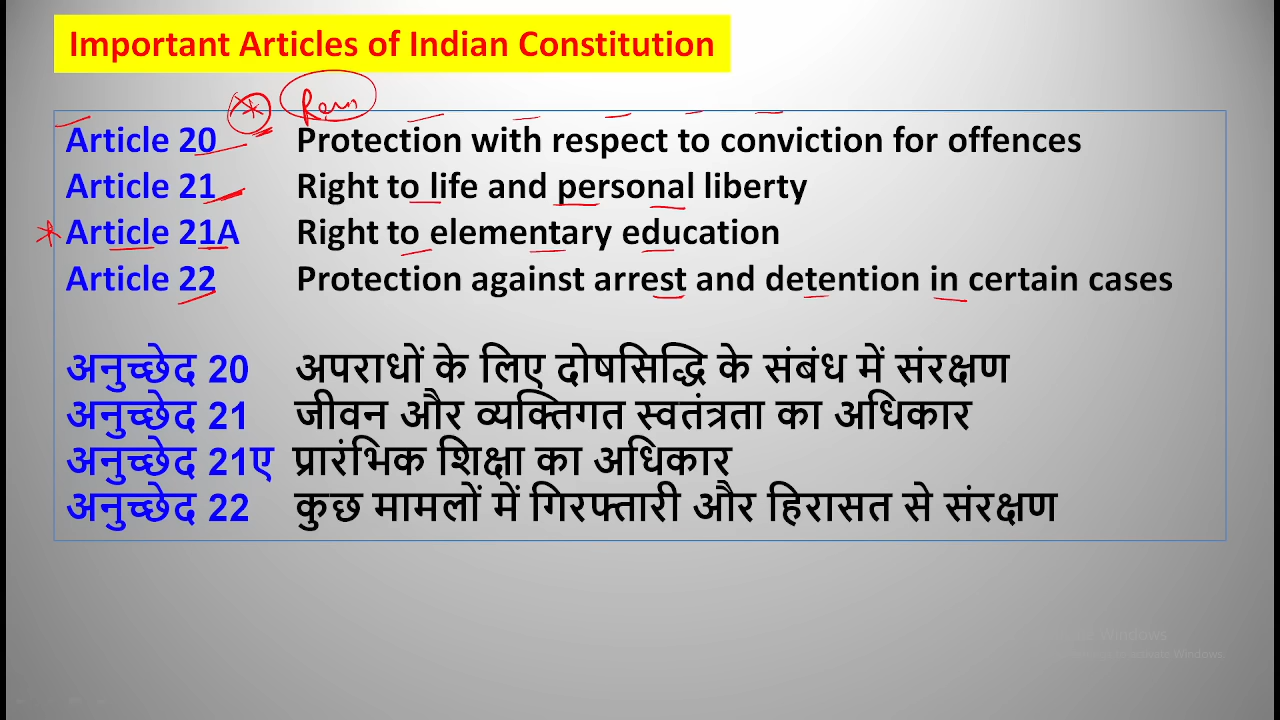 Important Articles of Indian Constitution
Article 20 Protection with respect to conviction for offences
Article 21 Right to life and personal liberty
Article 21A Right to elementary education
Article 22 Protection against arrest and detention in certain cases
अनुच्छेद 20 अपराधों के लिए दोषसिद्धि के संबंध में संरक्षण
अनुच्छेद 21 जीवन और व्यक्तिगत स्वतंत्रता का अधिकार
अनुच्छेद 21ए प्रारंभिक शिक्षा का अधिकार
अनुच्छेद 22 कुछ मामलों में गिरफ्तारी और हिरासत से संरक्षण
Windows
Windows